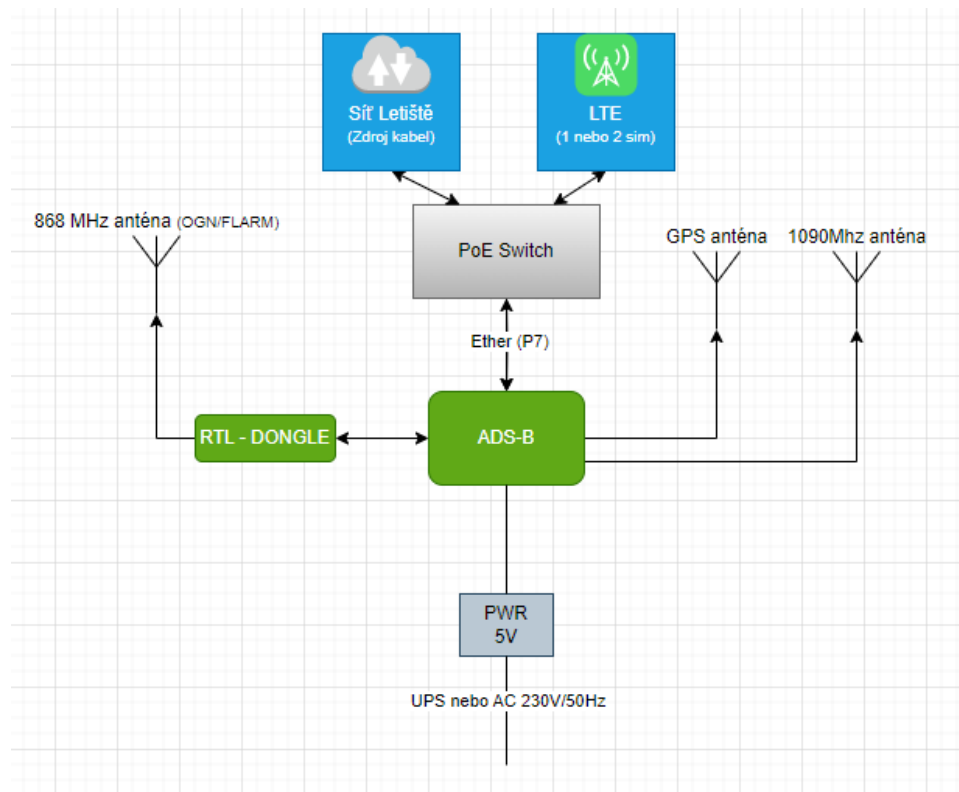 Síť Letiště
(Zdroj kabel)
LTE
(1 nebo 2 sim)
868 MHz anténa (OGN/FLARM)
PoE Switch
GPS anténa
1090Mhz anténa
Ether (P7)
RTL - DONGLE
ADS-B
PWR
5V
UPS nebo AC 230V/50Hz